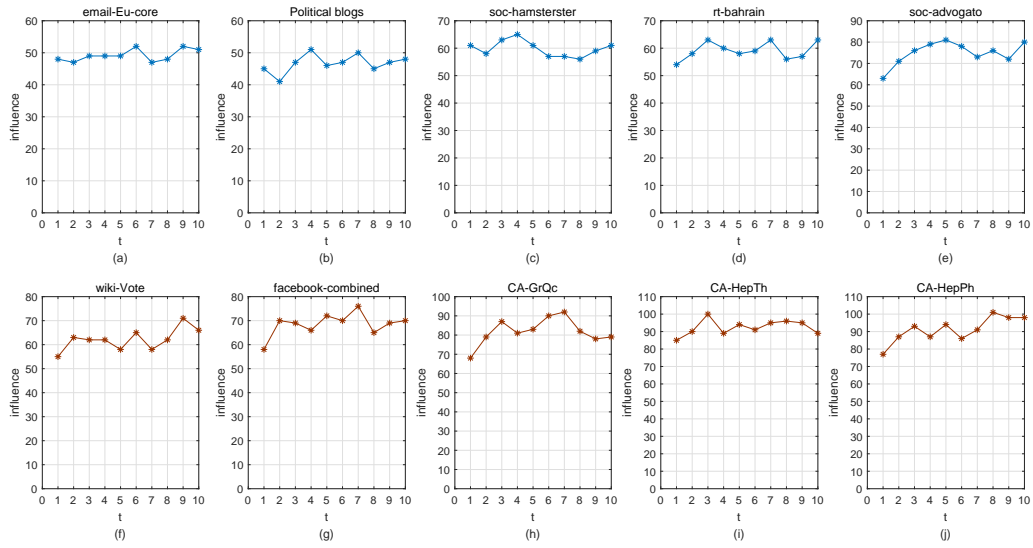 email-Eu-core
60
50
40
30
20
10
0
influence
0 1 2 3 4 5 6 7 8 9 10
t
(a)
Political blogs
60
50
40
30
20
10
0
influence
0 1 2 3 4 5 6 7 8 9 10
t
(b)
soc-hamsterster
70
60
50
40
30
20
10
0
influence
0 1 2 3 4 5 6 7 8 9 10
t
(c)
rt-bahrain
70
60
50
40
30
20
10
0
influence
0 1 2 3 4 5 6 7 8 9 10
t
(d)
soc-advogato
90
80
70
60
50
40
30
20
10
0
influence
0 1 2 3 4 5 6 7 8 9 10
t
(e)
wiki-Vote
80
70
60
50
40
30
20
10
0
influence
0 1 2 3 4 5 6 7 8 9 10
t
(f)
facebook-combined
80
70
60
50
40
30
20
10
0
influence
0 1 2 3 4 5 6 7 8 9 10
t
(g)
CA-GrQc
100
90
80
70
60
50
40
30
20
10
0
influence
0 1 2 3 4 5 6 7 8 9 10
t
(h)
CA-HepTh
110
100
90
80
70
60
50
40
30
20
10
0
influence
0 1 2 3 4 5 6 7 8 9 10
t
(i)
CA-HepPh
110
100
90
80
70
60
50
40
30
20
10
0
influence
0 1 2 3 4 5 6 7 8 9 10
t
(j)